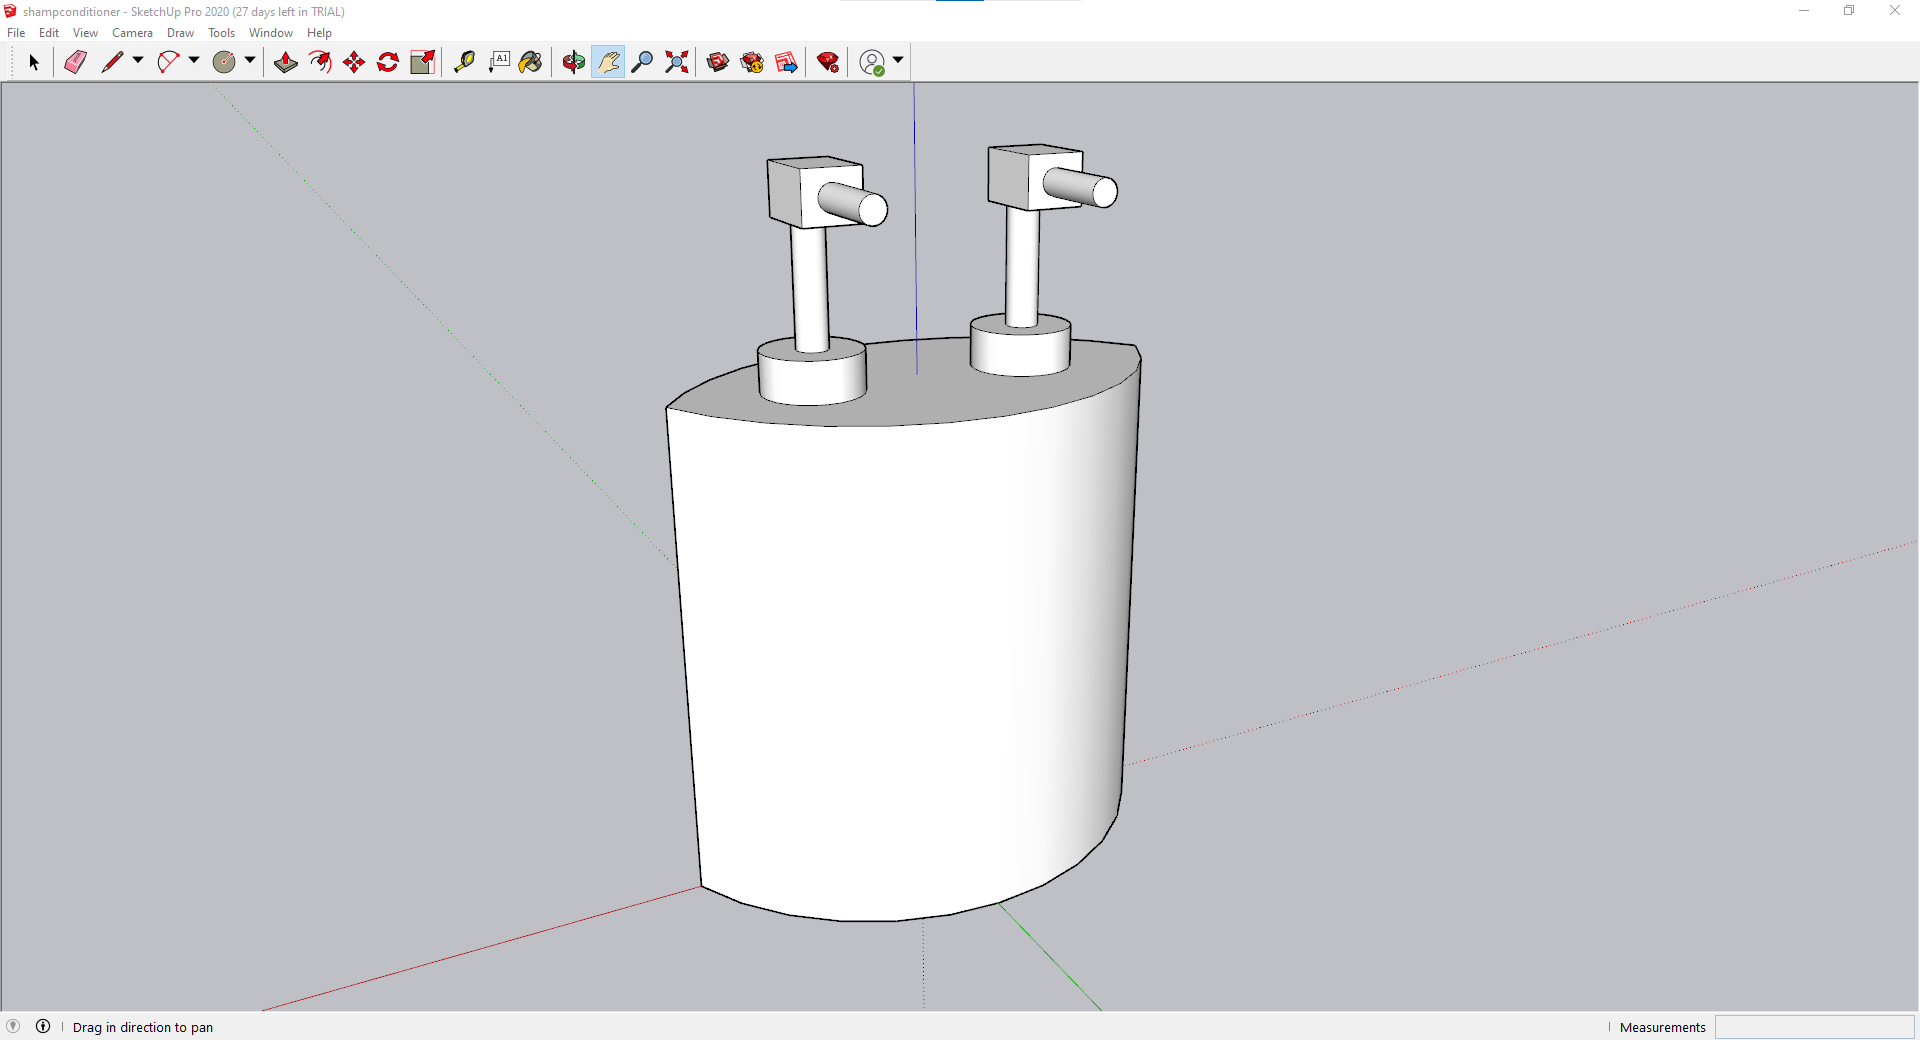 shampconditioner - SketchUp Pro 2020 (27 days left in TRIAL)
File Edit View Camera Draw Tools Window Help
A1
Drag in direction to pan
Measurements